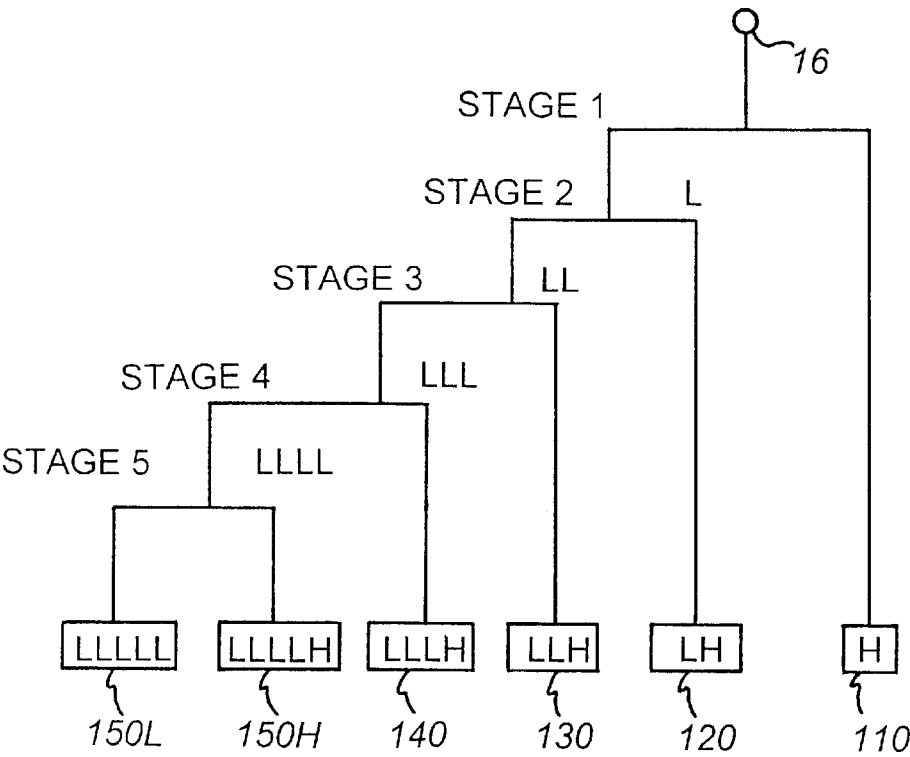 16
STAGE 1
STAGE 2 L
STAGE 3 LL
STAGE 4 LLL
STAGE 5 LLLL
LLLLL LLLLH LLLH LLH LH H
150L 150H 140 130 120 110